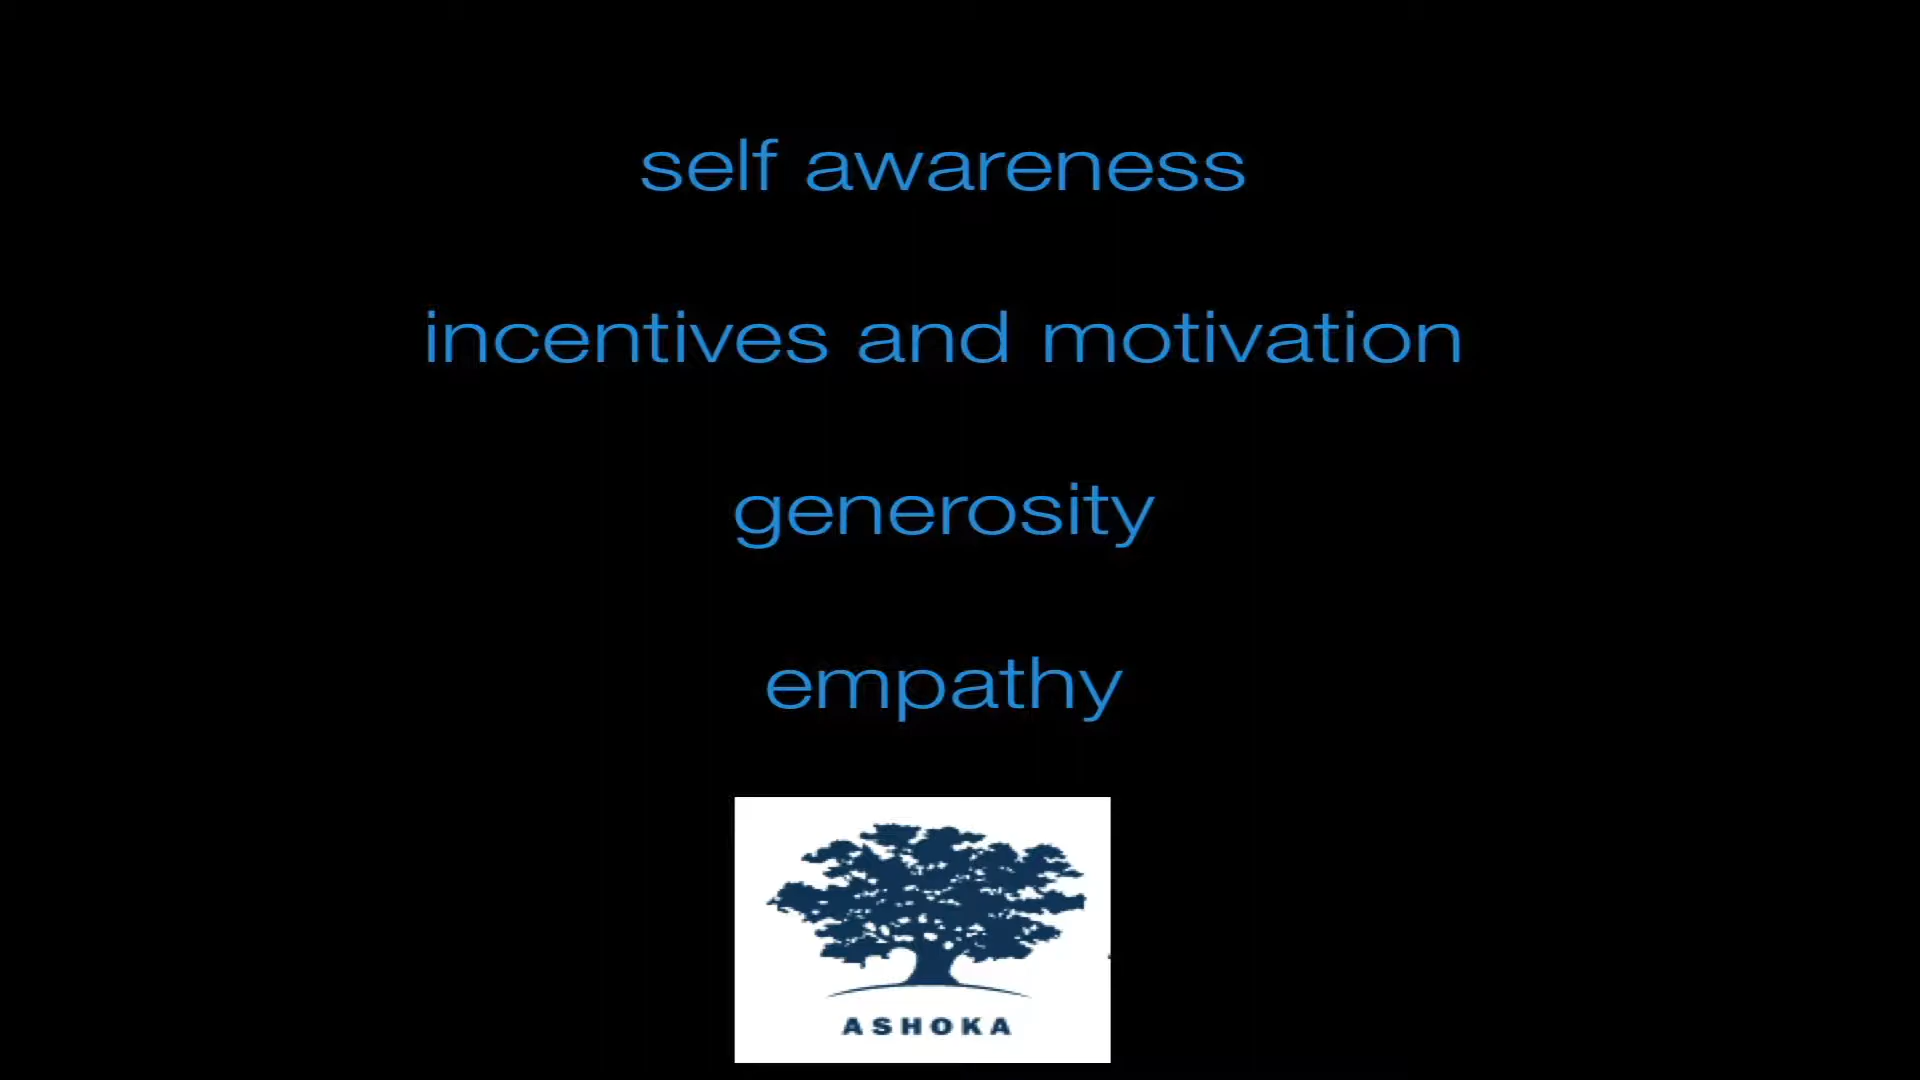 self awareness
incentives and motivation
generosity
empathy
ASHOKA